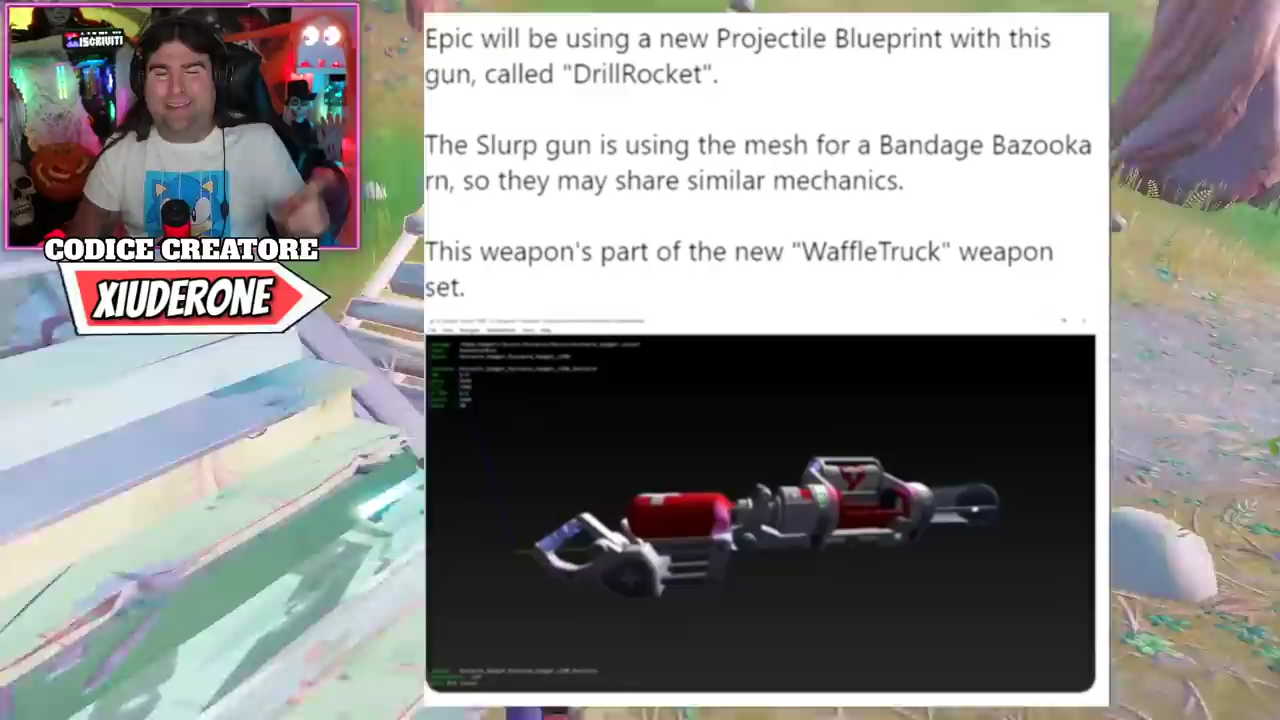 ISCRIVITI
CODICE CREATORE
XIUDERONE
Epic will be using a new Projectile Blueprint with this
gun, called "DrillRocket".
The Slurp gun is using the mesh for a Bandage Bazooka
rn, so they may share similar mechanics.
This weapon's part of the new "WaffleTruck" weapon
set.